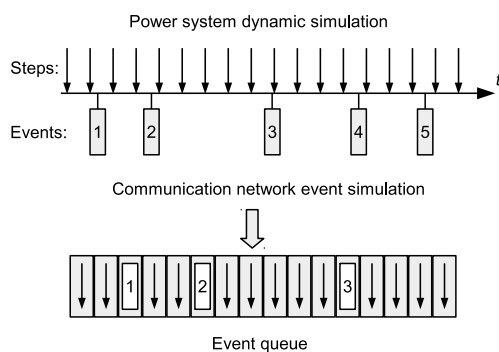 Power system dynamic simulation
Steps:
t
Events: 1 2 3 4 5
Communication network event simulation
1 2 3
Event queue